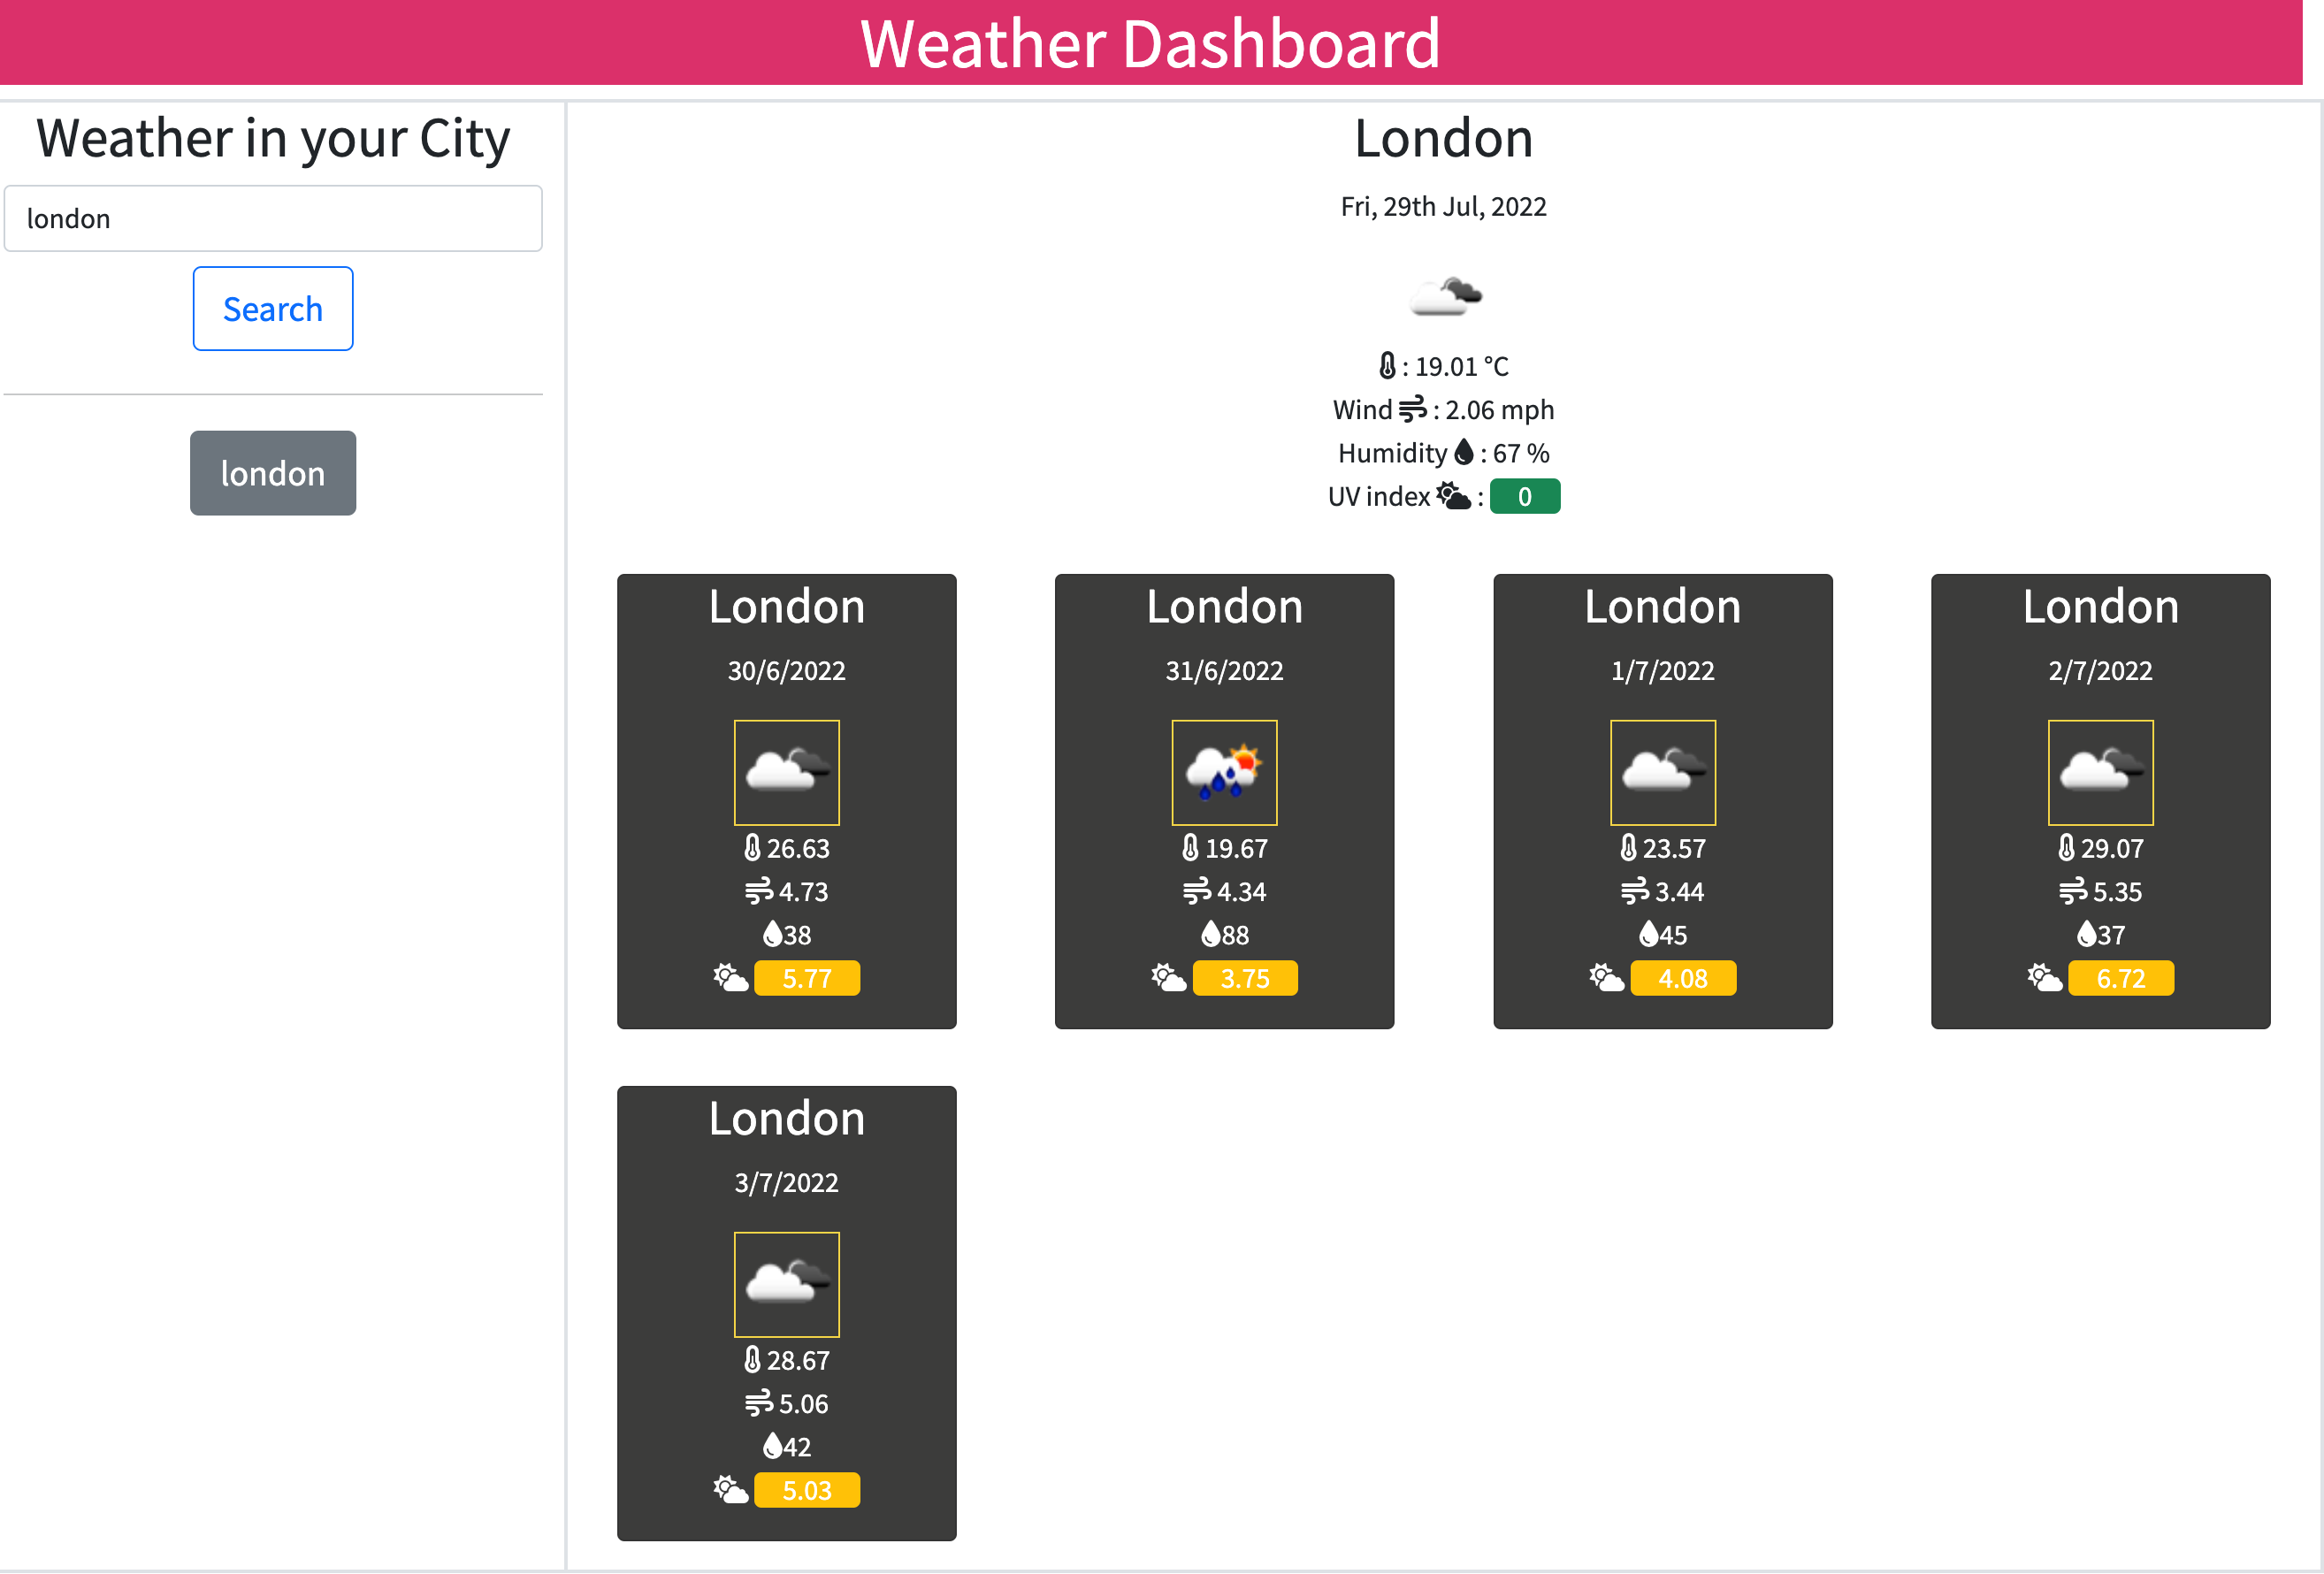 Weather Dashboard
Weather in your City
london
Search
london
London
Fri, 29th Jul, 2022
: 19.01 °C
Wind : 2.06 mph
Humidity : 67 %
UV index : 0
London
30/6/2022
26.63
4.73
38
5.77
London
31/6/2022
19.67
4.34
88
3.75
London
1/7/2022
23.57
3.44
45
4.08
London
2/7/2022
29.07
5.35
37
6.72
London
3/7/2022
28.67
5.06
42
5.03